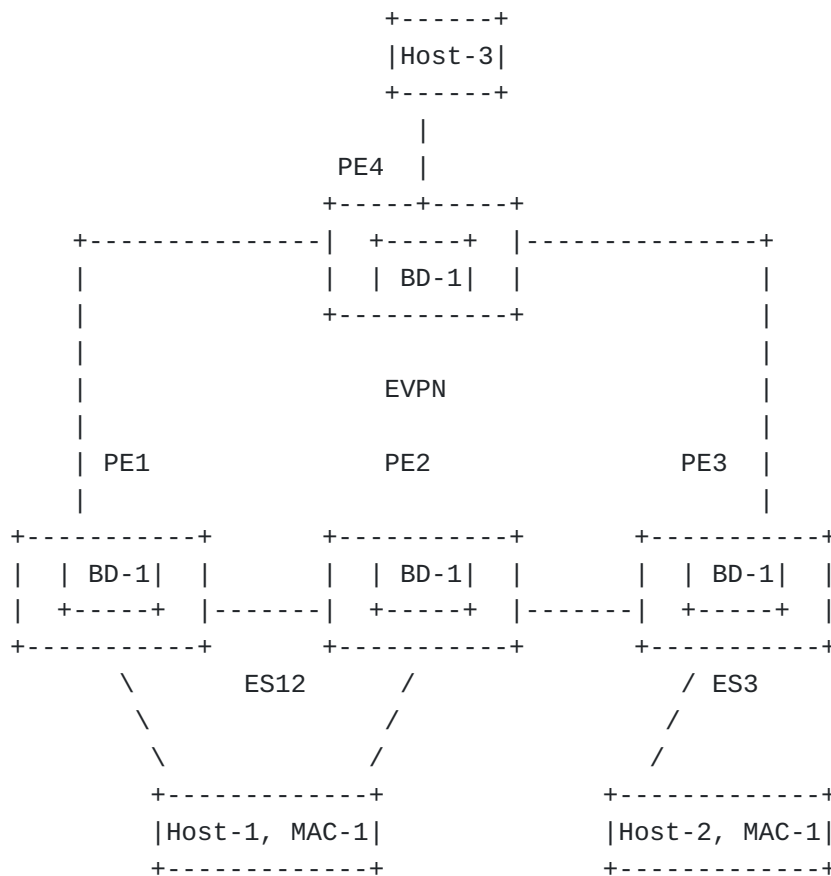 Host-3
PE4
BD-1
EVPN
PE1 PE2 PE3
BD-1 BD-1 BD-1
ES12 ES3
Host-1, MAC-1 Host-2, MAC-1